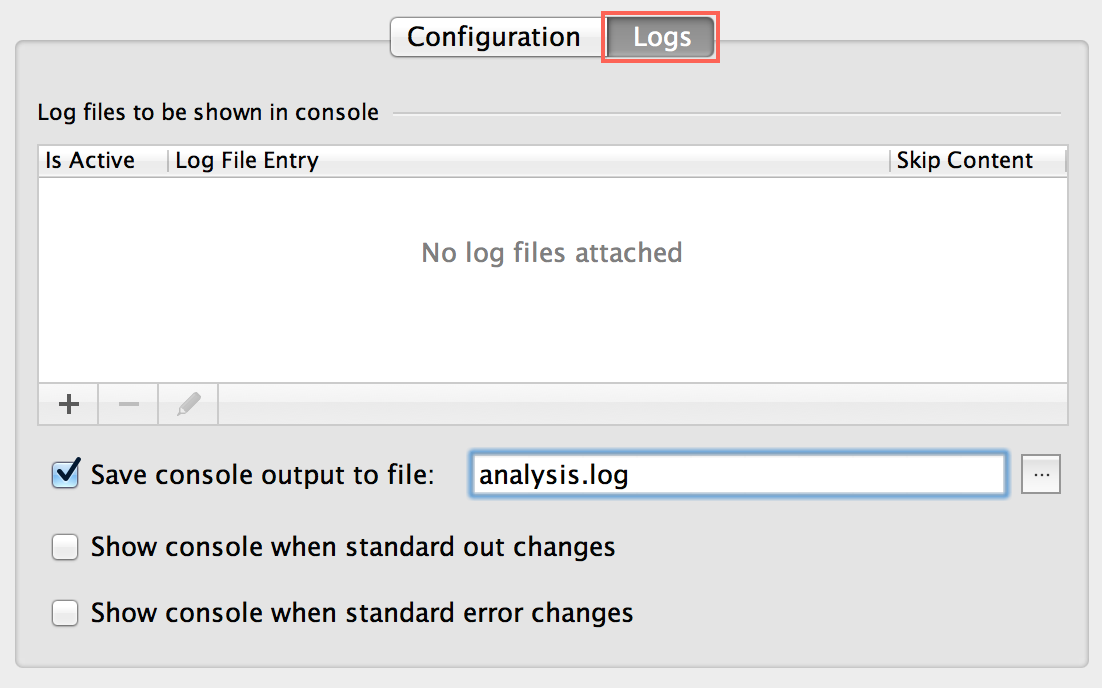 Configuration Logs
Log files to be shown in console
Is Active Log File Entry Skip Content
No log files attached
Save console output to file: analysis.log ...
Show console when standard out changes
Show console when standard error changes